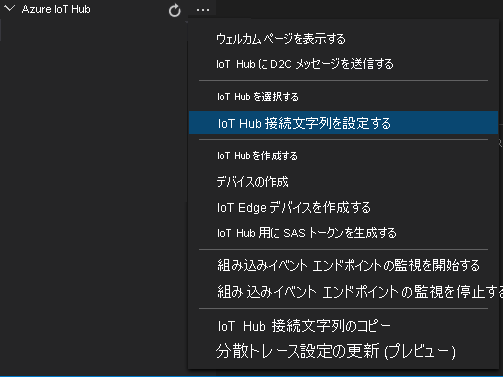 Azure IoT Hub
ウェルカム ページを表示する
IoT Hub に D2C メッセージを送信する
IoT Hub を選択する
IoT Hub 接続文字列を設定する
IoT Hub を作成する
デバイスの作成
IoT Edge デバイスを作成する
IoT Hub 用に SAS トークンを生成する
組み込みイベント エンドポイントの監視を開始する
組み込みイベント エンドポイントの監視を停止する
IoT Hub 接続文字列のコピー
分散トレース設定の更新 (プレビュー)